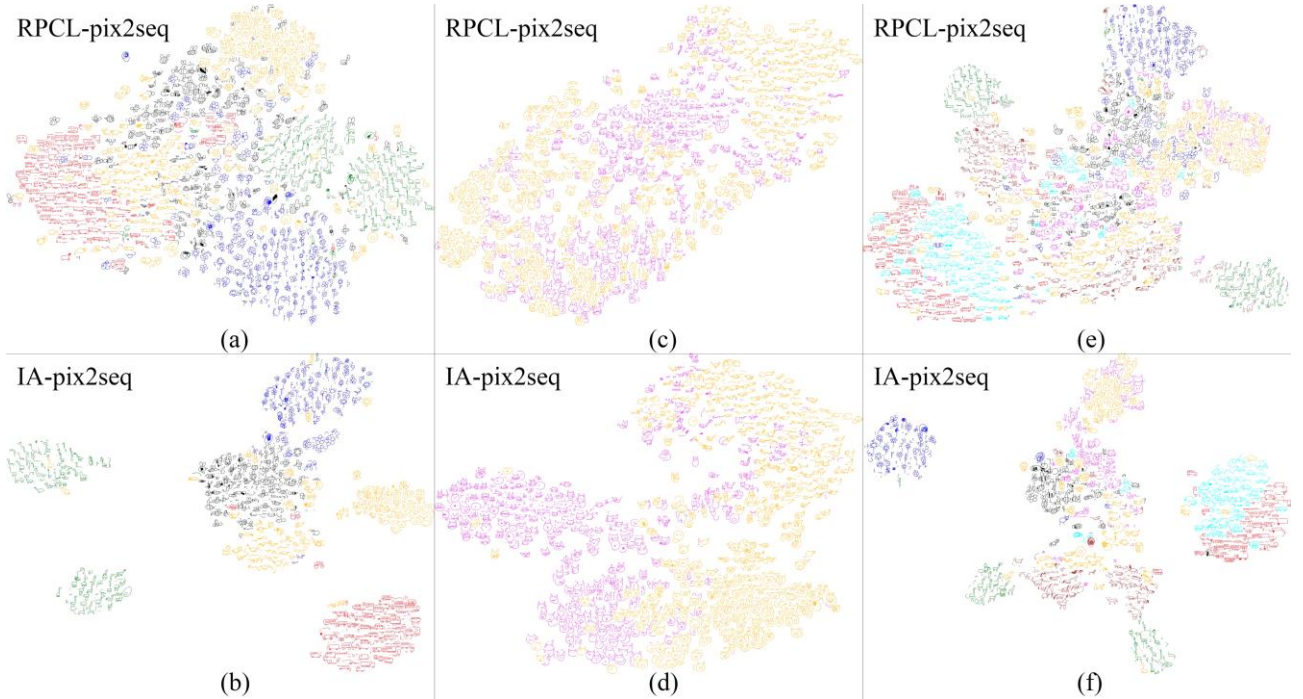 RPCL-pix2seq
RPCL-pix2seq
RPCL-pix2seq
(a)
(c)
(e)
IA-pix2seq
IA-pix2seq
IA-pix2seq
(b)
(d)
(f)